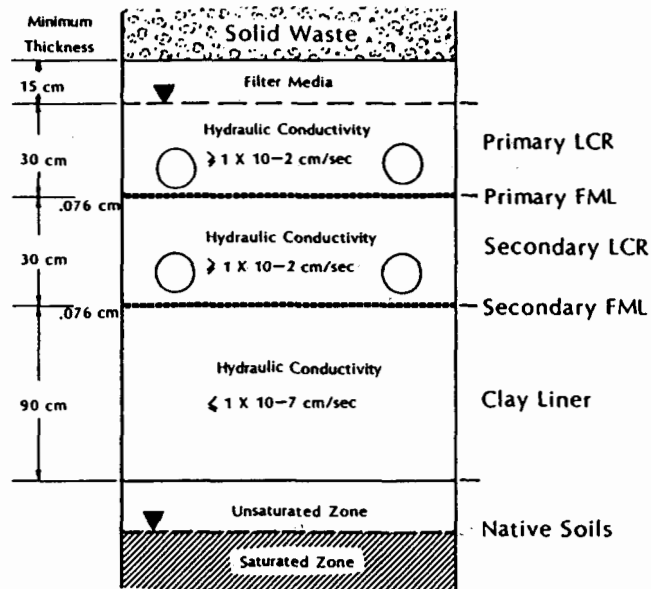 Minimum
Thickness
Solid Waste
15 cm
Filter Media
Hydraulic Conductivity
⩾ 1 X 10−2 cm/sec
30 cm
Primary LCR
.076 cm
Primary FML
Hydraulic Conductivity
⩾ 1 X 10−2 cm/sec
30 cm
Secondary LCR
.076 cm
Secondary FML
Hydraulic Conductivity
⩽ 1 X 10−7 cm/sec
90 cm
Clay Liner
Unsaturated Zone
Native Soils
Saturated Zone